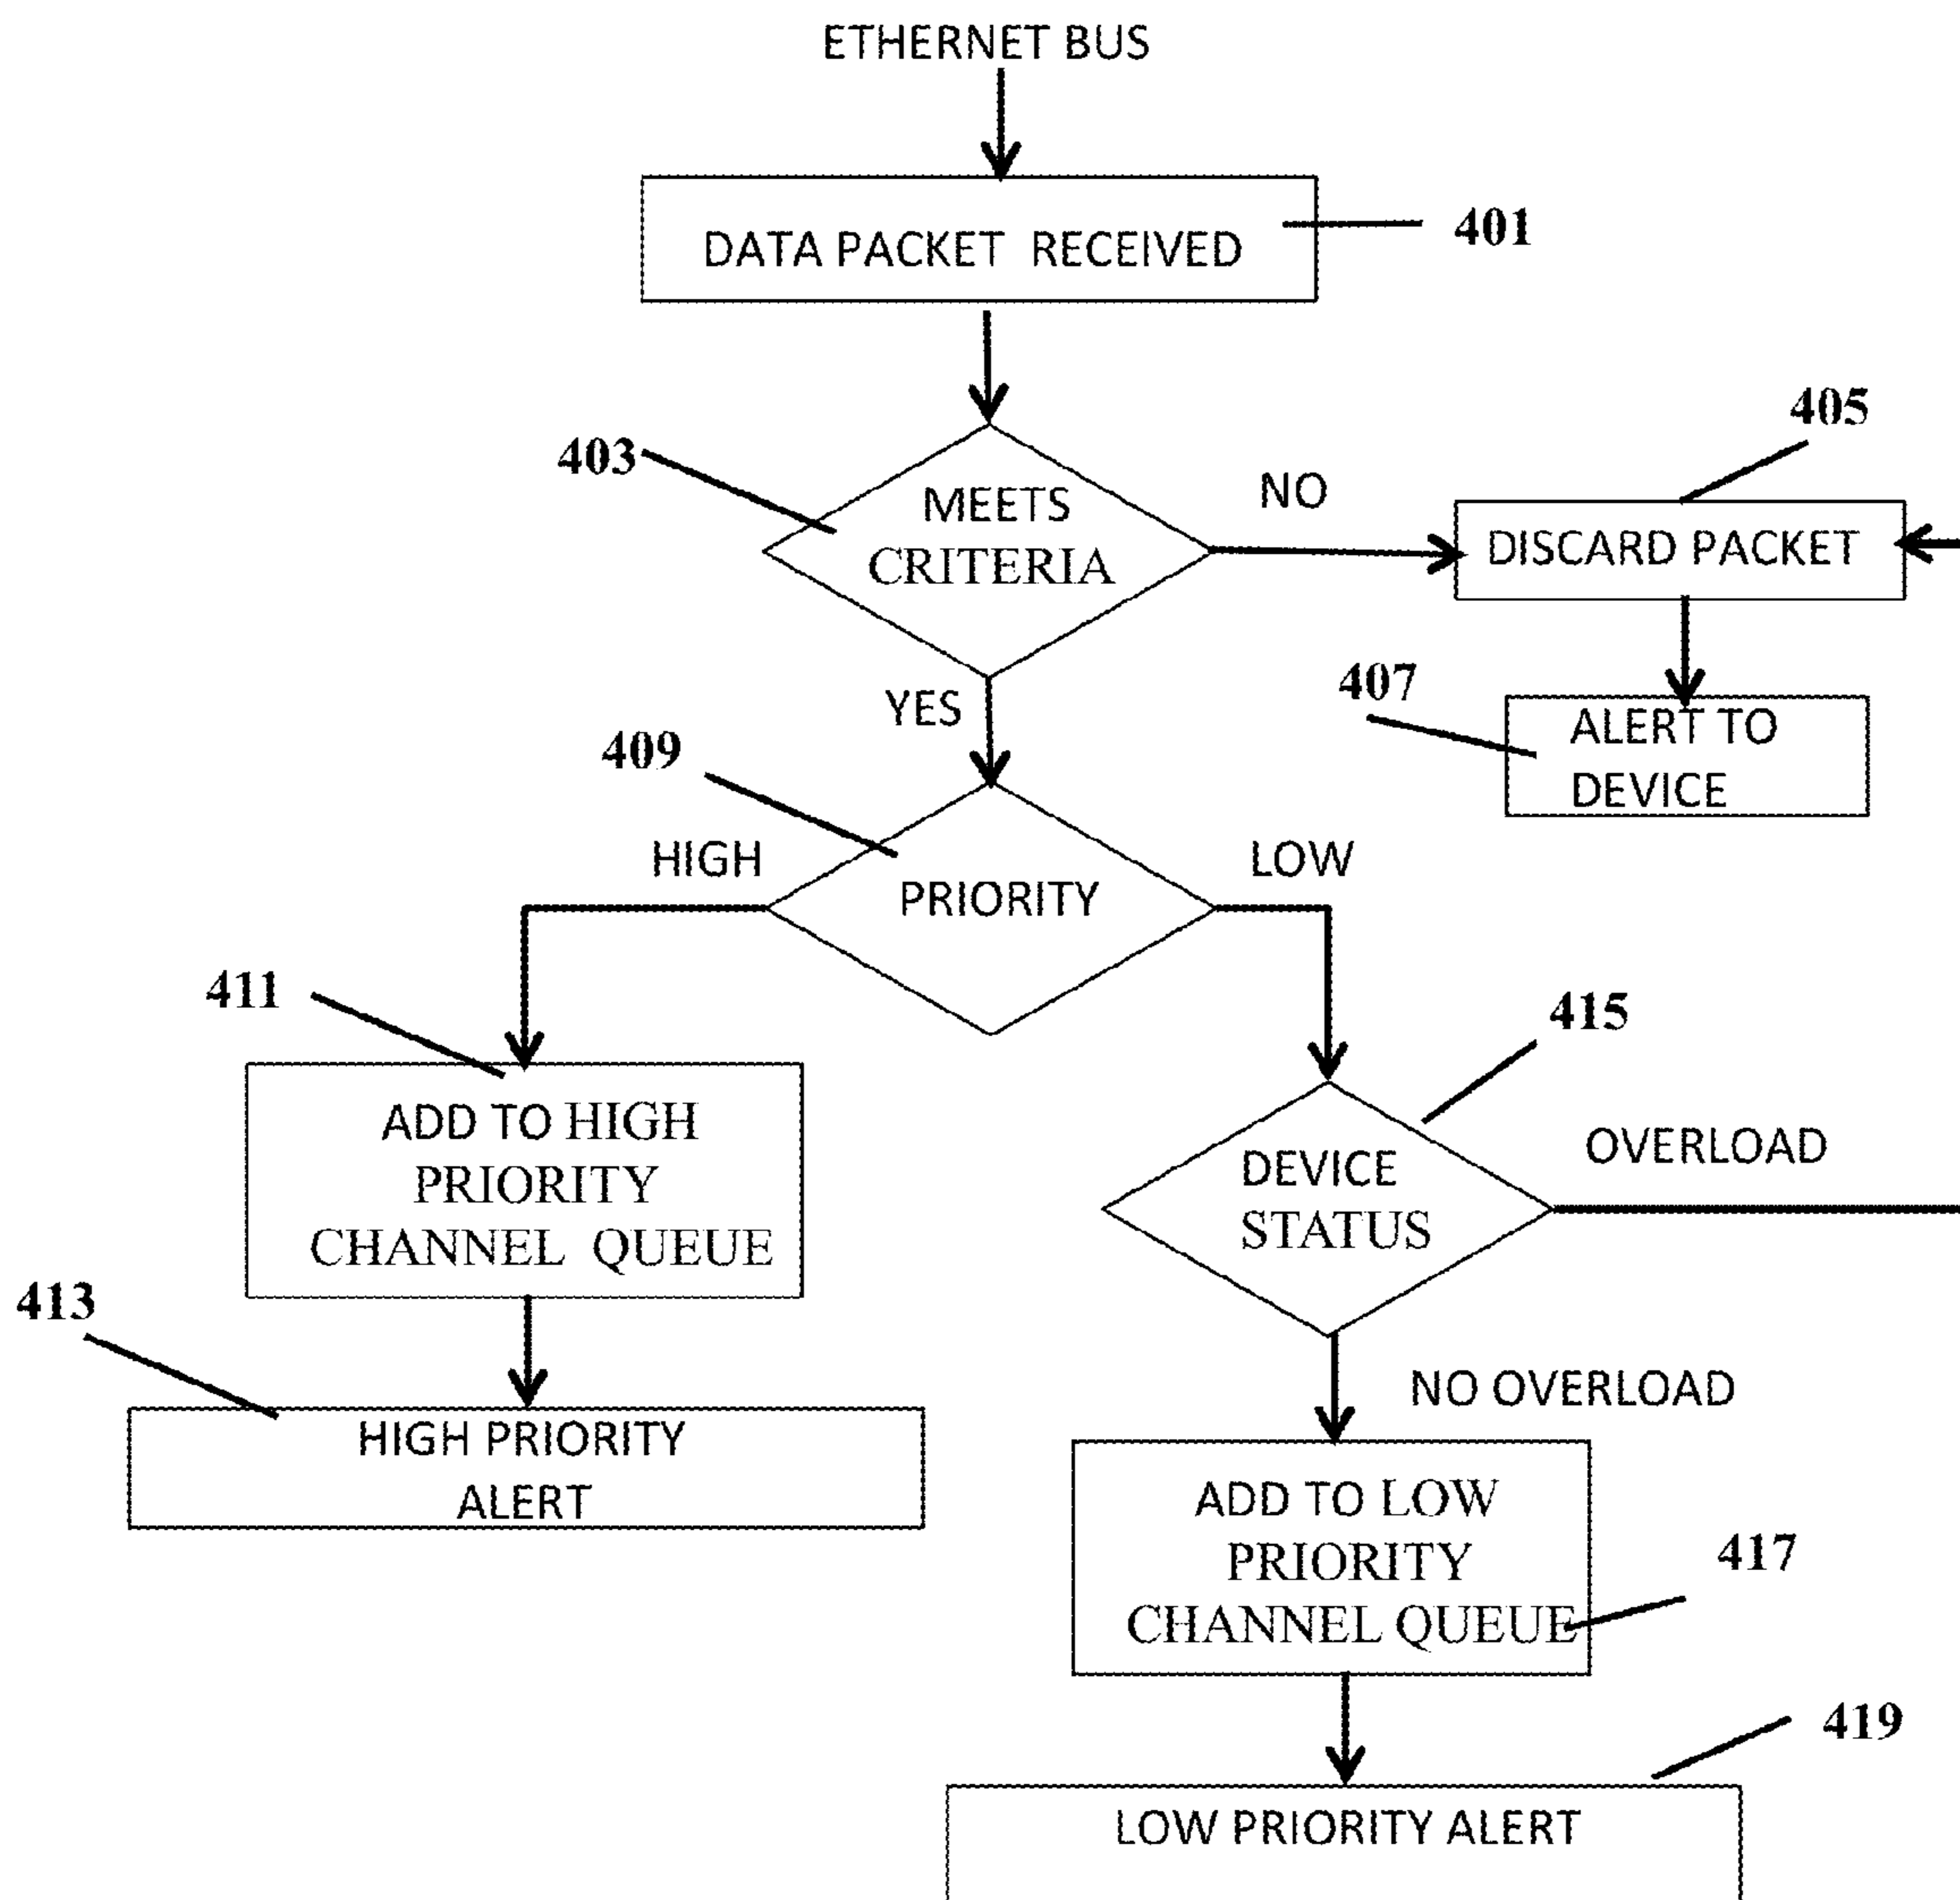 ETHERNET BUS
DATA PACKET RECEIVED
401
403
MEETS
CRITERIA
NO
405
DISCARD PACKET
407
ALERT TO
DEVICE
YES
409
HIGH
PRIORITY
LOW
411
ADD TO HIGH
PRIORITY
CHANNEL QUEUE
413
HIGH PRIORITY
ALERT
415
DEVICE
STATUS
OVERLOAD
NO OVERLOAD
ADD TO LOW
PRIORITY
CHANNEL QUEUE
417
419
LOW PRIORITY ALERT